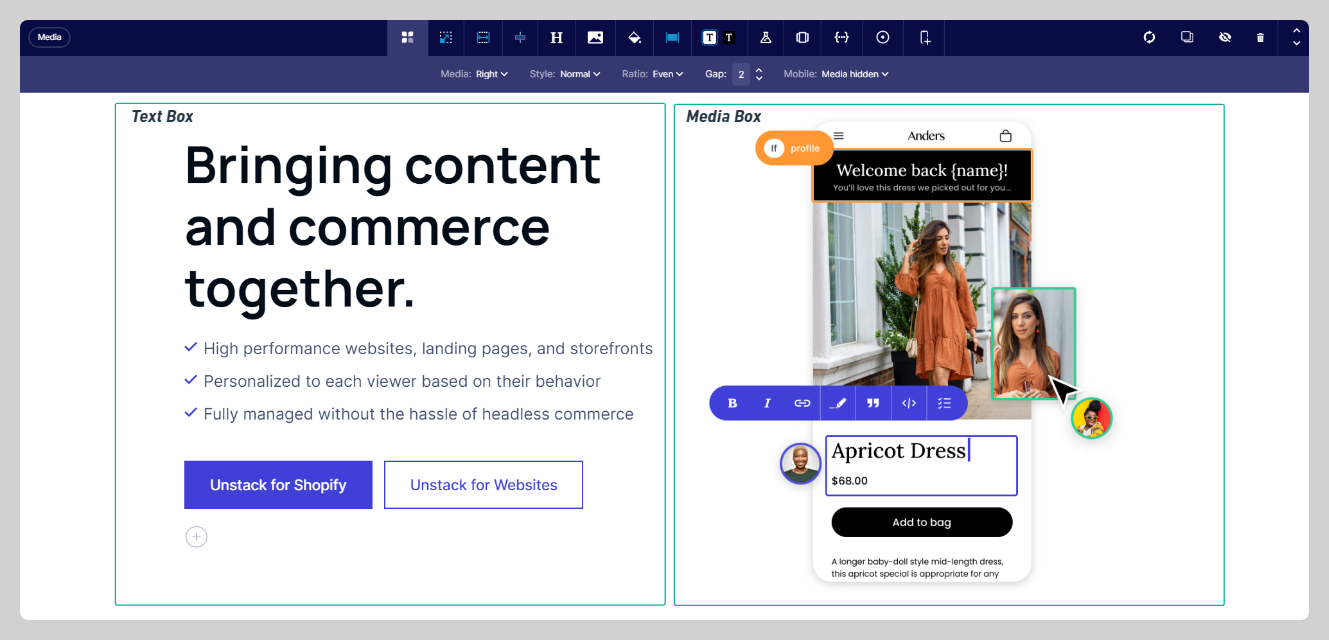 Media
H
T T
Media: Right Style: Normal Ratio: Even Gap: 2 Mobile: Media hidden
Text Box
Bringing content
and commerce
together.
High performance websites, landing pages, and storefronts
Personalized to each viewer based on their behavior
Fully managed without the hassle of headless commerce
Unstack for Shopify Unstack for Websites
Media Box
Anders
If profile
Welcome back {name}!
You'll love this dress we picked out for you...
B I
Apricot Dress
$68.00
Add to bag
A longer baby-doll style mid-length dress,
this apricot special is appropriate for any